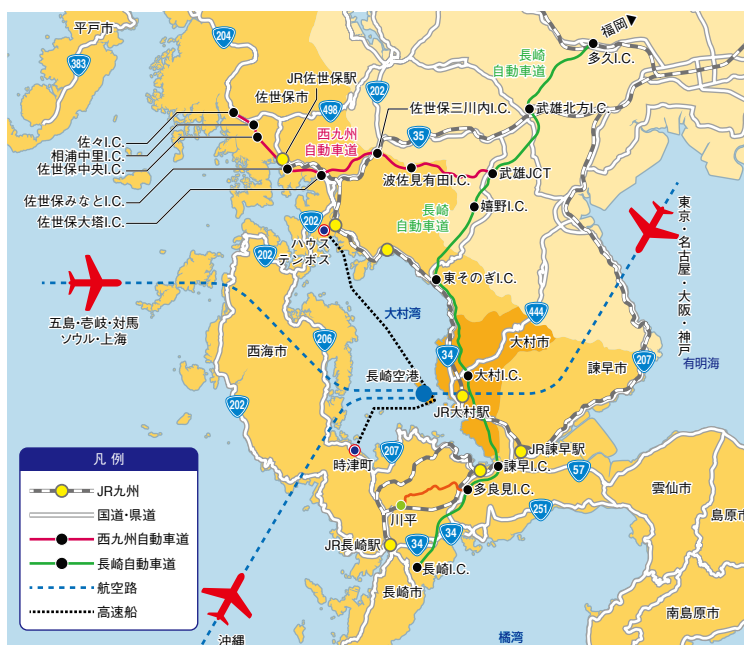 平戸市
383
204
JR佐世保駅
佐世保市
498
202
福岡▶
多久I.C.
長崎
自動車道
武雄北方I.C.
佐世保三川内I.C.
35
西九州
自動車道
佐々I.C.
相浦中里I.C.
佐世保中央I.C.
佐世保みなとI.C.
佐世保大塔I.C.
波佐見有田I.C.
武雄JCT
嬉野I.C.
長崎
自動車道
202
ハウス
テンボス
202
東そのぎI.C.
東京・名古屋・大阪・神戸
五島・壱岐・対馬
ソウル・上海
大村湾
444
大村市
206
西海市
34
諫早市
207
有明海
長崎空港
大村I.C.
202
JR大村駅
時津町
207
JR諫早駅
諫早I.C.
57
多良見I.C.
雲仙市
川平
251
島原市
34
34
JR長崎駅
長崎I.C.
長崎市
南島原市
沖縄
橘湾
凡例
JR九州
国道・県道
西九州自動車道
長崎自動車道
航空路
高速船